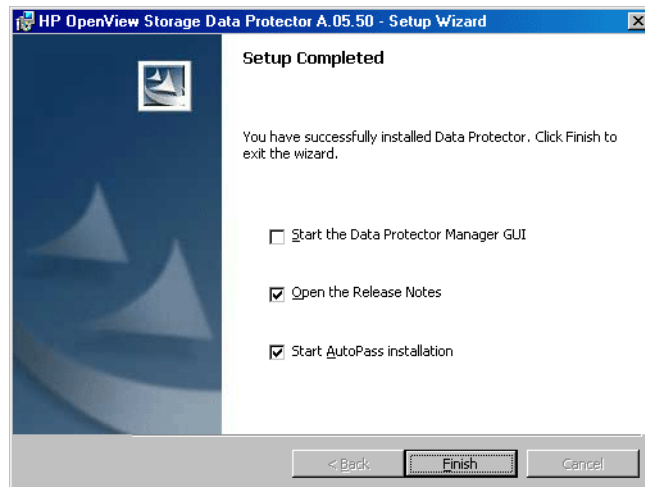 HP OpenView Storage Data Protector A.05.50 - Setup Wizard
Setup Completed
You have successfully installed Data Protector. Click Finish to
exit the wizard.
Start the Data Protector Manager GUI
Open the Release Notes
Start AutoPass installation
< Back
Finish
Cancel